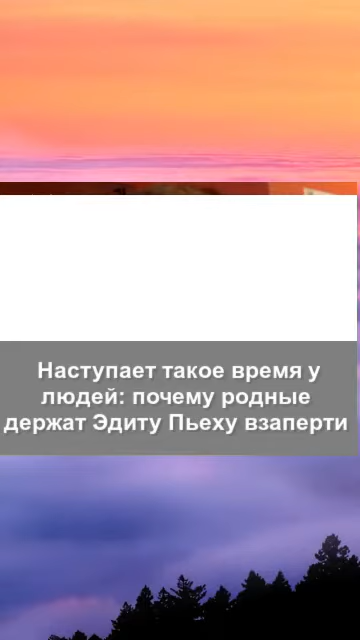 Наступает такое время у
людей: почему родные
держат Эдиту Пьеху взаперти